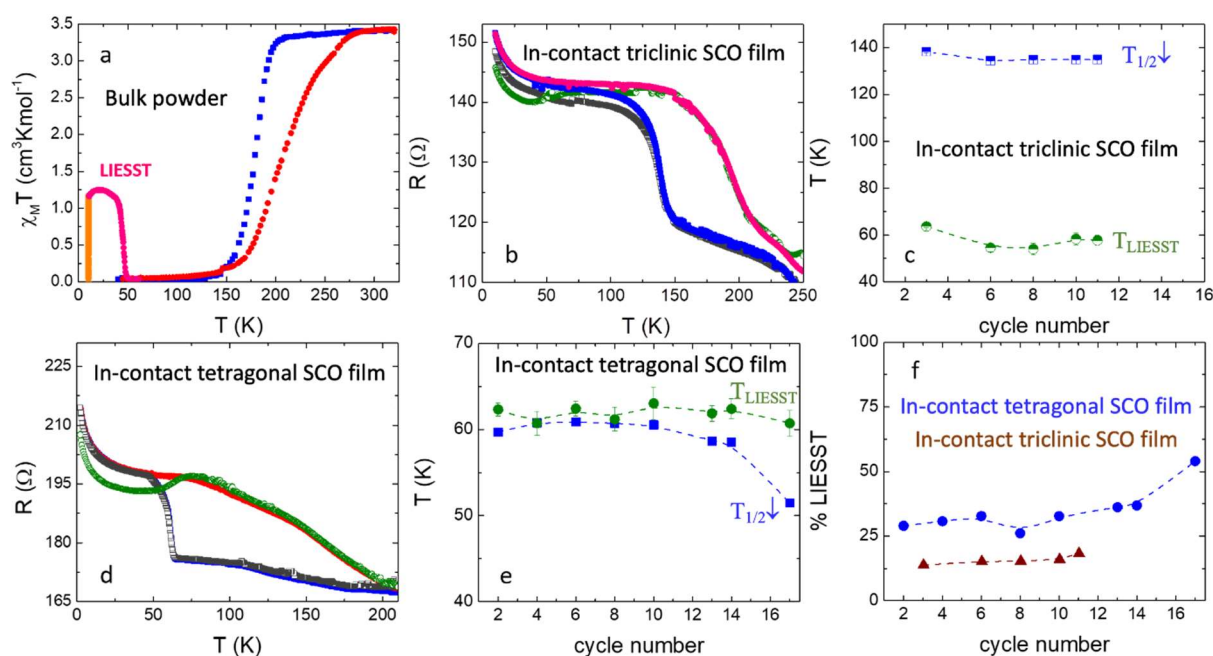 a
Bulk powder
LIESST
χMT (cm³Kmol⁻¹)
3.5
3.0
2.5
2.0
1.5
1.0
0.5
0.0
0 50 100 150 200 250 300
T (K)
In-contact triclinic SCO film
b
R (Ω)
150
140
130
120
110
0 50 100 150 200 250
T (K)
T1/2↓
In-contact triclinic SCO film
TLIESST
c
T (K)
140
120
100
80
60
40
2 4 6 8 10 12 14 16
cycle number
In-contact tetragonal SCO film
d
R (Ω)
225
210
195
180
165
0 50 100 150 200
T (K)
In-contact tetragonal SCO film
TLIESST
T1/2↓
e
T (K)
70
60
50
40
2 4 6 8 10 12 14 16
cycle number
f
In-contact tetragonal SCO film
In-contact triclinic SCO film
% LIESST
100
75
50
25
0
2 4 6 8 10 12 14 16
cycle number